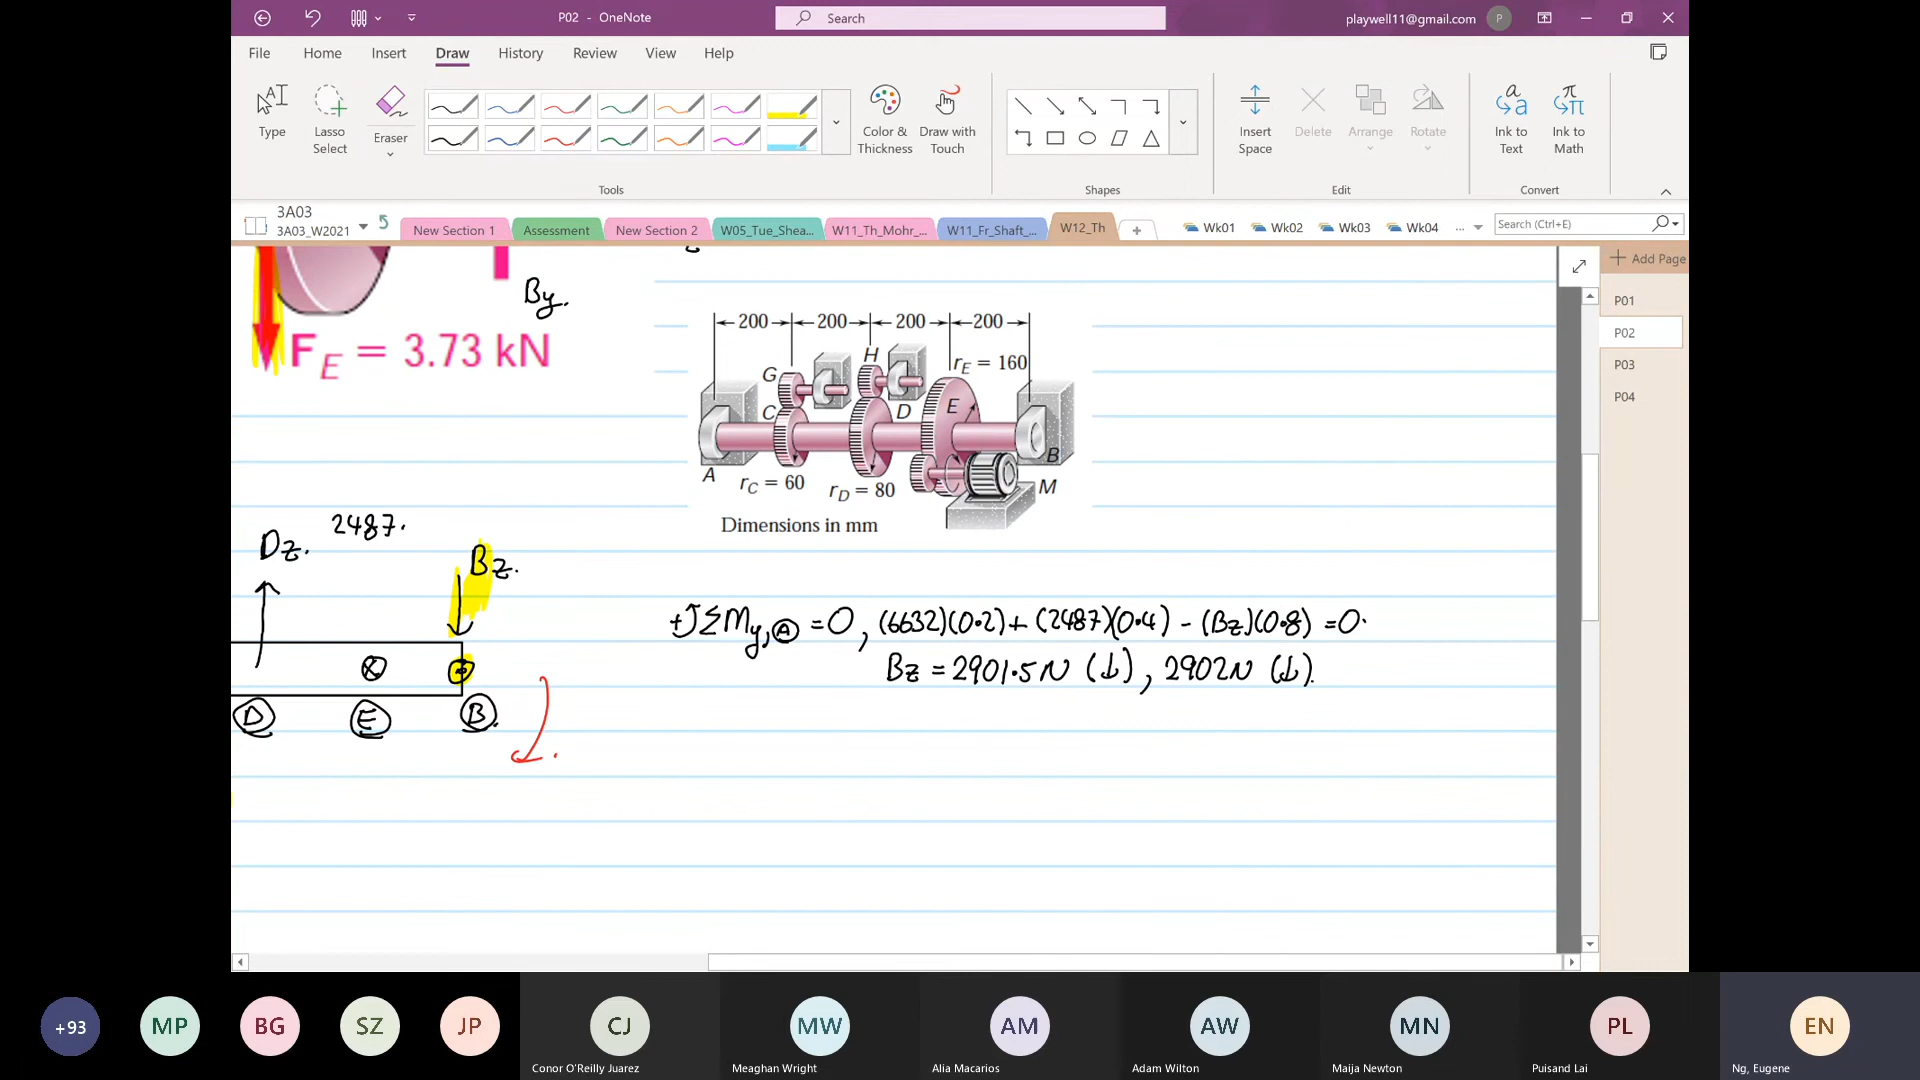 P02 - OneNote
Search
playwell11@gmail.com
P
File Home Insert Draw History Review View Help
Type
Lasso Select
Eraser
Color & Thickness
Draw with Touch
Insert Space
Delete
Arrange
Rotate
Ink to Text
Ink to Math
Tools
Shapes
Edit
Convert
3A03
3A03_W2021
New Section 1
Assessment
New Section 2
W05_Tue_Shea...
W11_Th_Mohr_...
W11_Fr_Shaft_...
W12_Th
Wk01
Wk02
Wk03
Wk04
...
Search (Ctrl+E)
Add Page
P01
P02
P03
P04
By.
F_E = 3.73 kN
200 200 200 200
H
r_E = 160
G
C
D
E
B
A
r_C = 60
r_D = 80
M
Dimensions in mm
2487.
Dz.
Bz.
+↺ΣMy,Ⓐ = 0, (6632)(0.2) + (2487)(0.4) - (Bz)(0.8) = 0.
Bz = 2901.5N (↓), 2902N (↓).
D E B.
+93
MP
BG
SZ
JP
CJ
Conor O'Reilly Juarez
MW
Meaghan Wright
AM
Alia Macarios
AW
Adam Wilton
MN
Maija Newton
PL
Puisand Lai
EN
Ng, Eugene